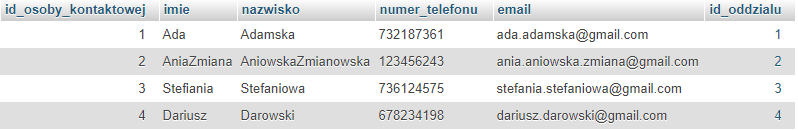 id_osoby_kontaktowej imie nazwisko numer_telefonu email id_oddzialu
1 Ada Adamska 732187361 ada.adamska@gmail.com 1
2 AniaZmiana AniowskaZmianowska 123456243 ania.aniowska.zmiana@gmail.com 2
3 Stefiania Stefaniowa 736124575 stefania.stefaniowa@gmail.com 3
4 Dariusz Darowski 678234198 dariusz.darowski@gmail.com 4